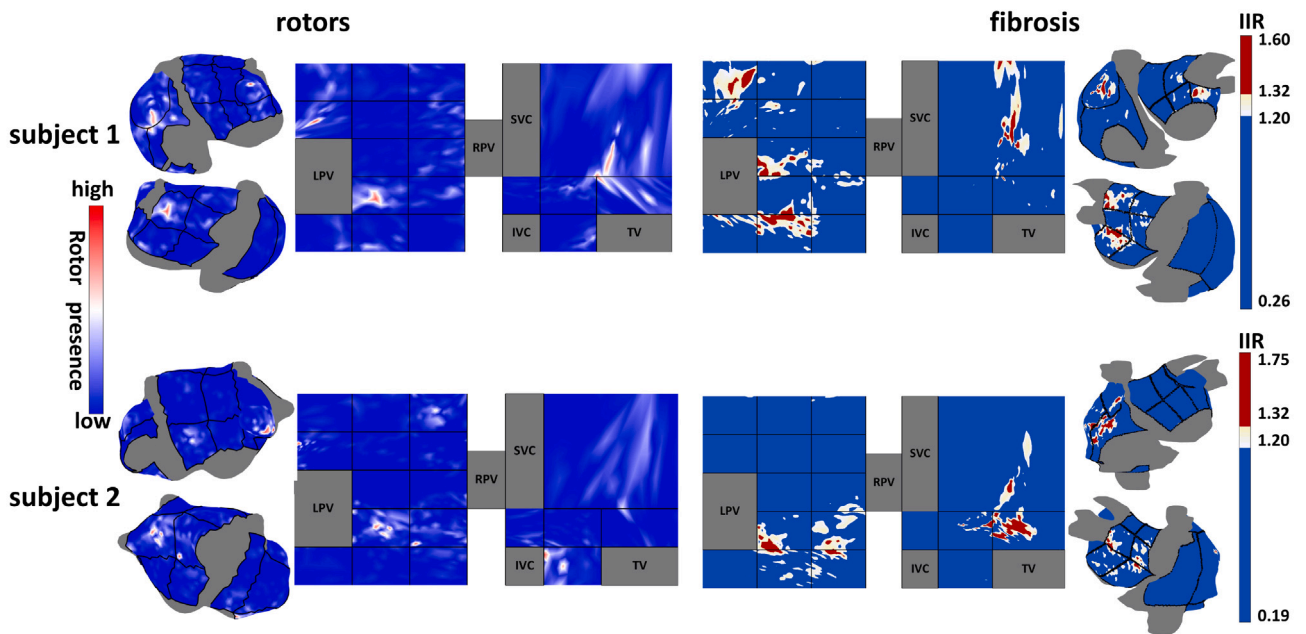 rotors
fibrosis
IIR
1.60
1.32
1.20
0.26
subject 1
SVC
RPV
LPV
IVC
TV
SVC
RPV
LPV
IVC
TV
high
Rotor presence
low
subject 2
SVC
RPV
LPV
IVC
TV
SVC
RPV
LPV
IVC
TV
IIR
1.75
1.32
1.20
0.19